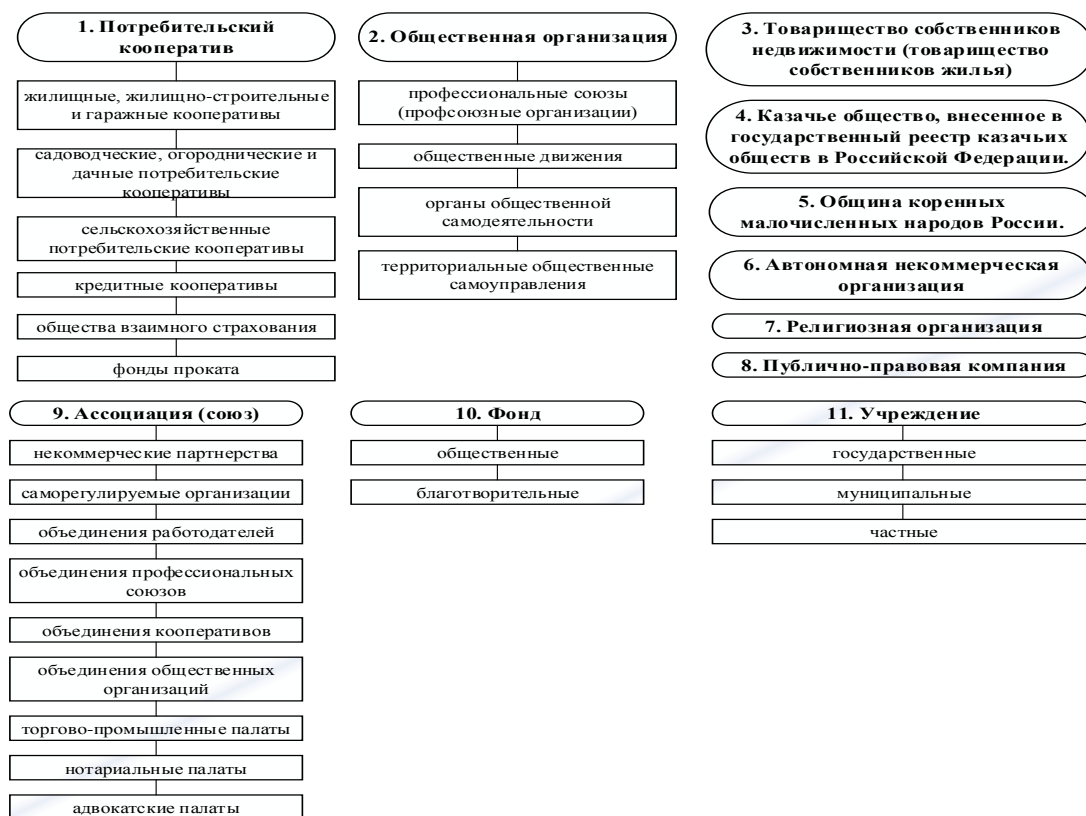 1. Потребительский
кооператив
жилищные, жилищно-строительные
и гаражные кооперативы
садоводческие, огороднические и
дачные потребительские
кооперативы
сельскохозяйственные
потребительские кооперативы
кредитные кооперативы
общества взаимного страхования
фонды проката
2. Общественная организация
профессиональные союзы
(профсоюзные организации)
общественные движения
органы общественной
самодеятельности
территориальные общественные
самоуправления
3. Товарищество собственников
недвижимости (товарищество
собственников жилья)
4. Казачье общество, внесенное в
государственный реестр казачьих
обществ в Российской Федерации.
5. Община коренных
малочисленных народов России.
6. Автономная некоммерческая
организация
7. Религиозная организация
8. Публично-правовая компания
9. Ассоциация (союз)
некоммерческие партнерства
саморегулируемые организации
объединения работодателей
объединения профессиональных
союзов
объединения кооперативов
объединения общественных
организаций
торгово-промышленные палаты
нотариальные палаты
адвокатские палаты
10. Фонд
общественные
благотворительные
11. Учреждение
государственные
муниципальные
частные